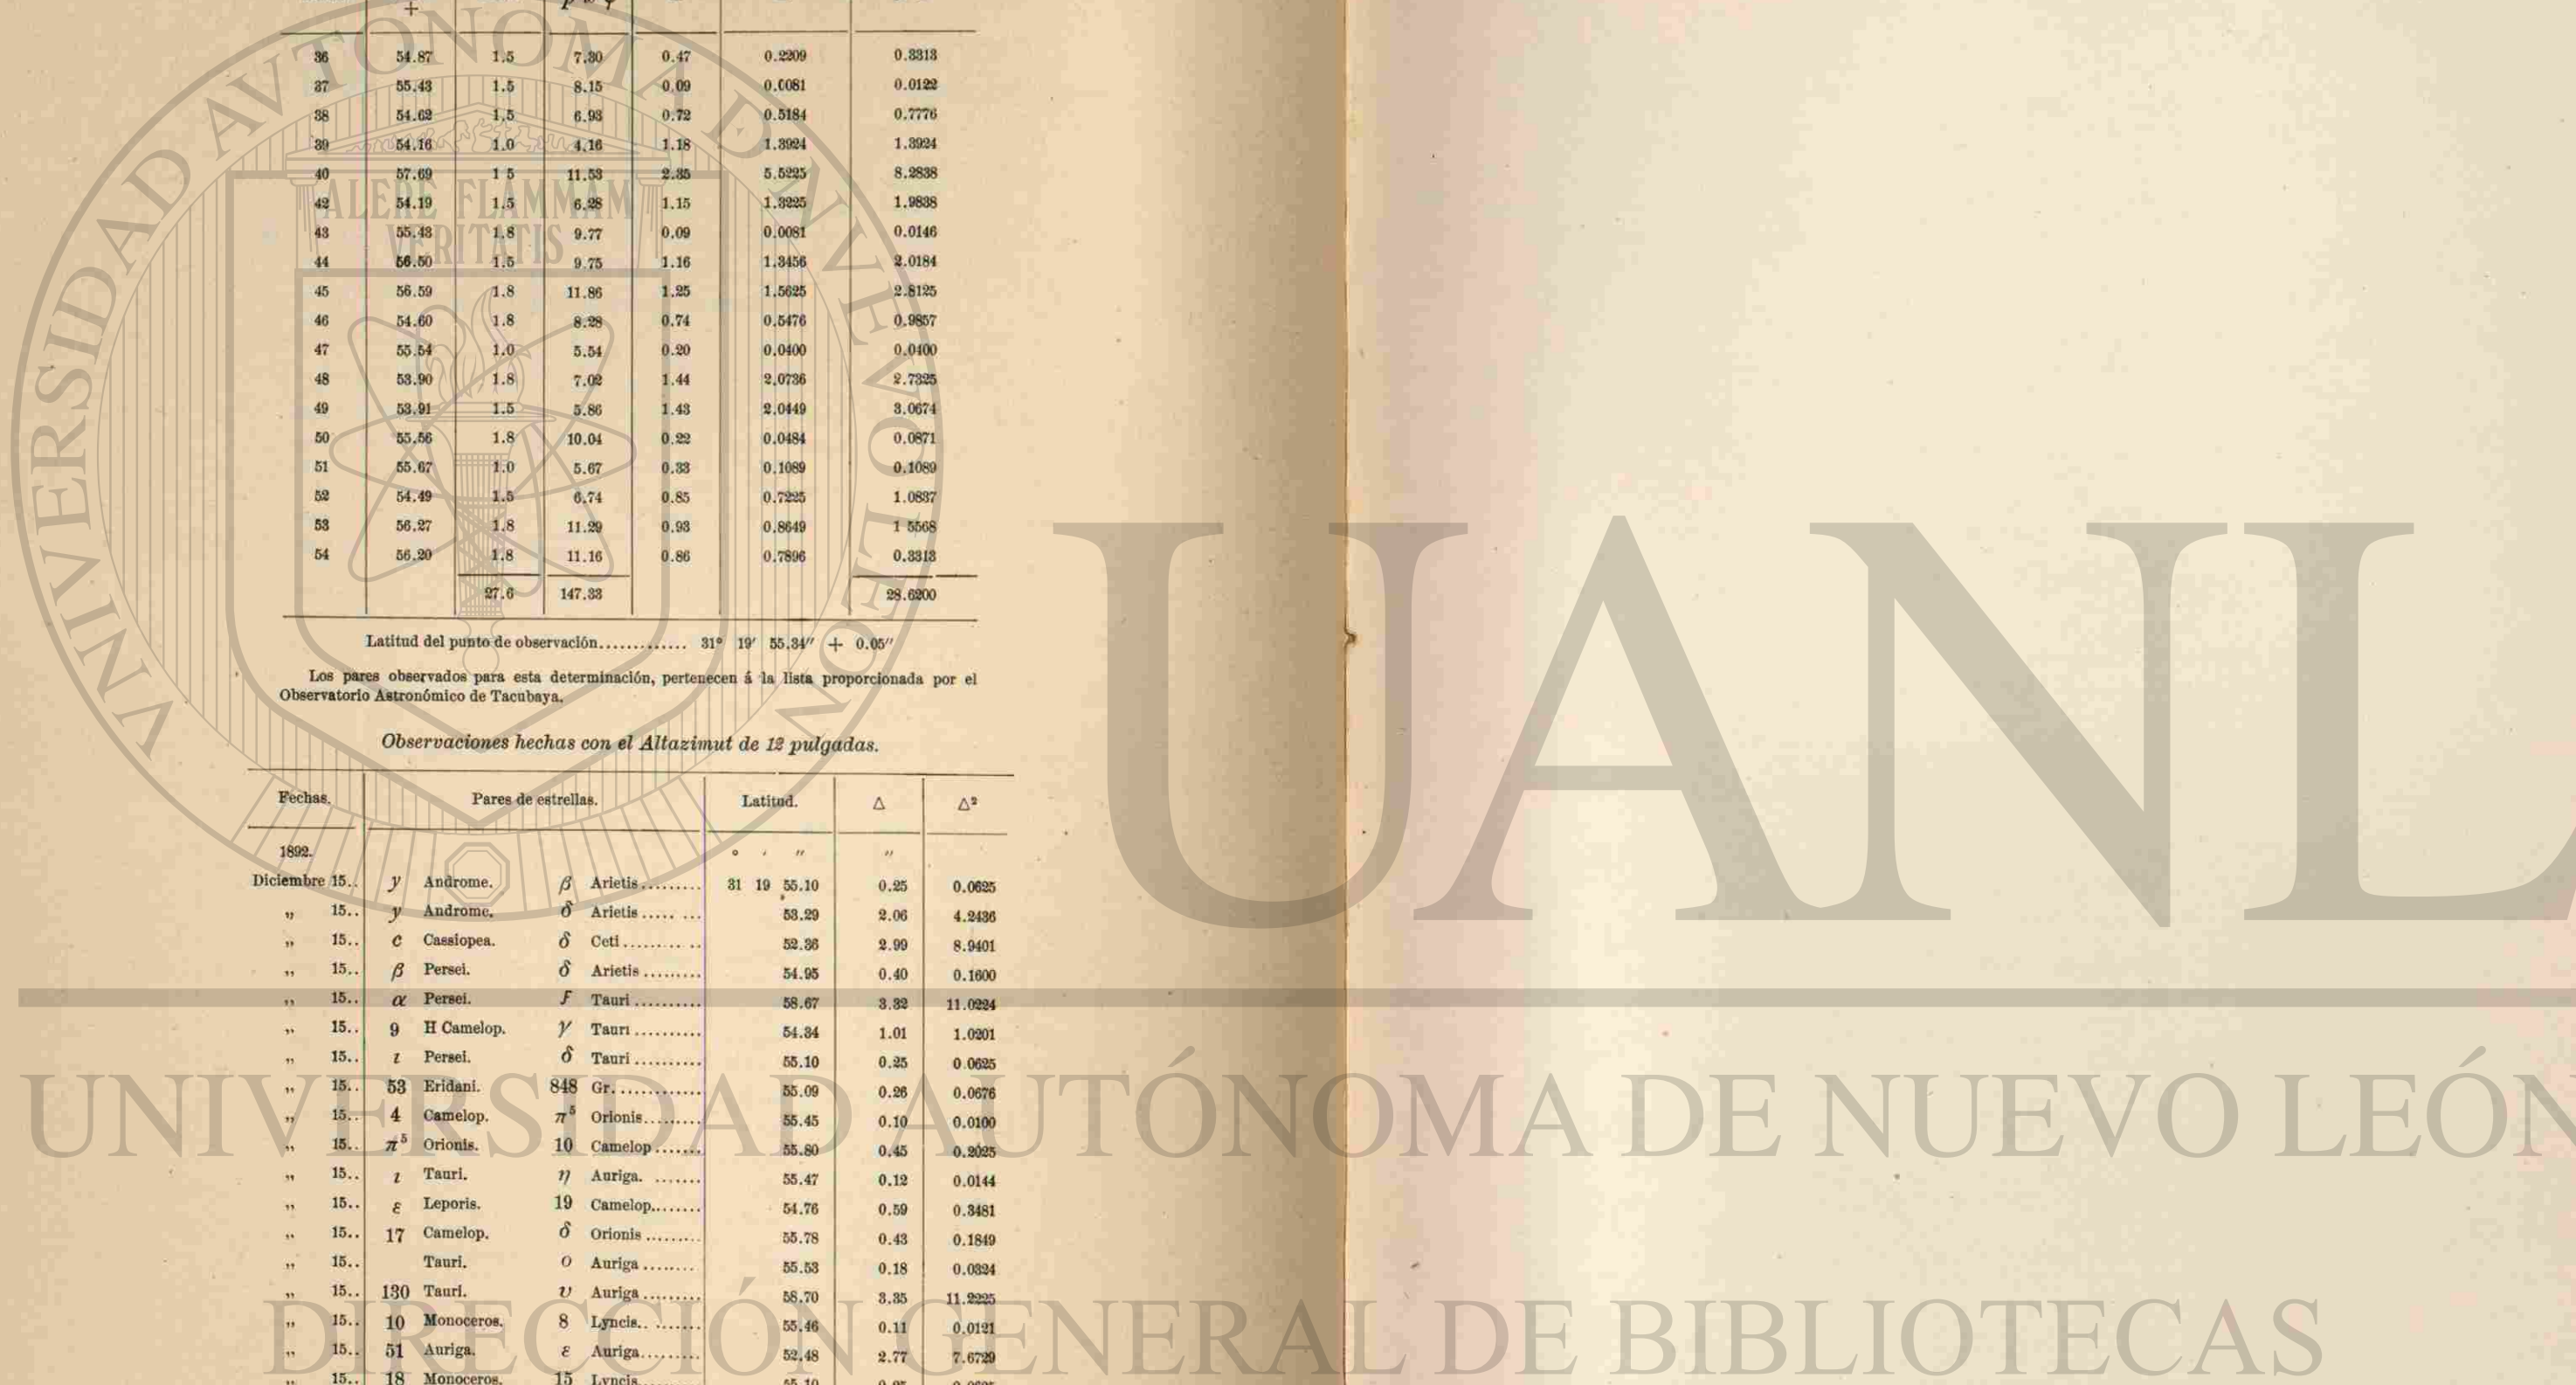 36 54.87 1.5 7.30 0.47 0.2209 0.3313
37 55.43 1.5 8.15 0.09 0.0081 0.0122
38 54.62 1.5 6.93 0.72 0.5184 0.7776
39 54.16 1.0 4.16 1.18 1.3924 1.3924
40 57.69 1 5 11.53 2.35 5.5225 8.2838
42 54.19 1.5 6.28 1.15 1.3225 1.9838
43 55.43 1.8 9.77 0.09 0.0081 0.0146
44 56.50 1.5 9.75 1.16 1.3456 2.0184
45 56.59 1.8 11.86 1.25 1.5625 2.8125
46 54.60 1.8 8.28 0.74 0.5476 0.9857
47 55.54 1.0 5.54 0.20 0.0400 0.0400
48 53.90 1.8 7.02 1.44 2.0736 2.7325
49 53.91 1.5 5.86 1.43 2.0449 3.0674
50 55.56 1.8 10.04 0.22 0.0484 0.0871
51 55.67 1.0 5.67 0.33 0.1089 0.1089
52 54.49 1.5 6.74 0.85 0.7225 1.0837
53 56.27 1.8 11.29 0.93 0.8649 1 5568
54 56.20 1.8 11.16 0.86 0.7896 0.3313
27.6 147.33 28.6200
Latitud del punto de observación............. 31° 19′ 55.34″ + 0.05″
Los pares observados para esta determinación, pertenecen á la lista proporcionada por el
Observatorio Astronómico de Tacubaya.
Observaciones hechas con el Altazimut de 12 pulgadas.
Fechas. Pares de estrellas. Latitud. Δ Δ²
1892. ° ′ ″ ″
Diciembre 15.. γ Androme. β Arietis......... 31 19 55.10 0.25 0.0625
„ 15.. γ Androme. δ Arietis..... ... 53.29 2.06 4.2436
„ 15.. c Cassiopea. δ Ceti........... .. 52.36 2.99 8.9401
„ 15.. β Persei. δ Arietis......... 54.95 0.40 0.1600
„ 15.. α Persei. f Tauri.......... 58.67 3.32 11.0224
„ 15.. 9 H Camelop. γ Tauri.......... 54.34 1.01 1.0201
„ 15.. ι Persei. δ Tauri.......... 55.10 0.25 0.0625
„ 15.. 53 Eridani. 848 Gr............. 55.09 0.26 0.0676
„ 15.. 4 Camelop. π⁵ Orionis......... 55.45 0.10 0.0100
„ 15.. π⁵ Orionis. 10 Camelop....... 55.80 0.45 0.2025
„ 15.. ι Tauri. η Auriga. ....... 55.47 0.12 0.0144
„ 15.. ε Leporis. 19 Camelop........ 54.76 0.59 0.3481
„ 15.. 17 Camelop. δ Orionis......... 55.78 0.43 0.1849
„ 15.. Tauri. o Auriga........ 55.53 0.18 0.0324
„ 15.. 130 Tauri. υ Auriga......... 58.70 3.35 11.2225
„ 15.. 10 Monoceros. 8 Lyncis.. ....... 55.46 0.11 0.0121
„ 15.. 51 Auriga. ε Auriga......... 52.48 2.77 7.6729
„ 15.. 18 Monoceros. 15 Lyncis
UNIVERSIDAD AVTONOMA DE NVEVO LEON
ALERE FLAMMAM
VERITATIS
UANL
UNIVERSIDAD AUTÓNOMA DE NUEVO LEÓN
DIRECCIÓN GENERAL DE BIBLIOTECAS